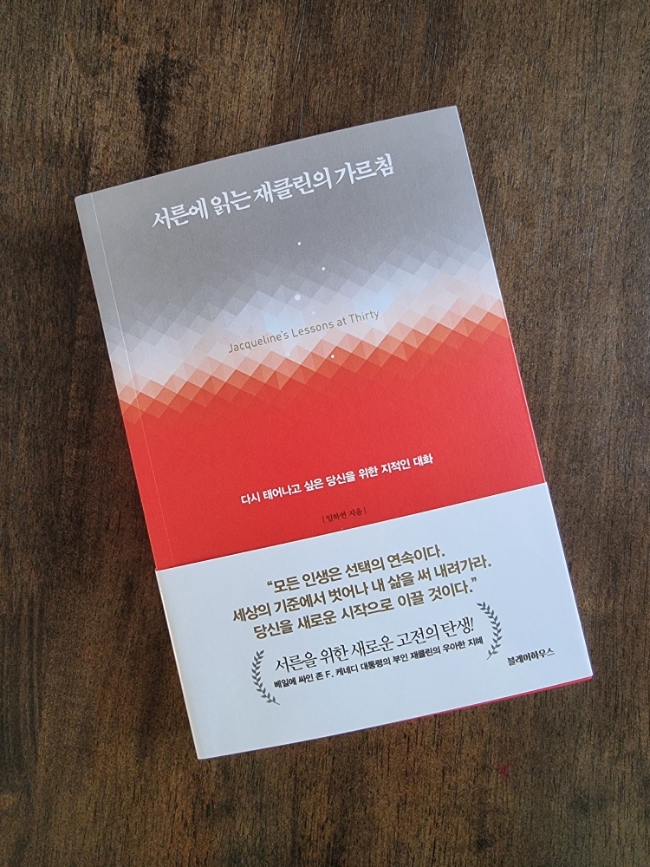 서른에 읽는 재클린의 가르침
Jacqueline's Lessons at Thirty
다시 태어나고 싶은 당신을 위한 지적인 대화
| 임하연 지음 |
“모든 인생은 선택의 연속이다.
세상의 기준에서 벗어나 내 삶을 써 내려가라.
당신을 새로운 시작으로 이끌 것이다.”
서른을 위한 새로운 고전의 탄생!
베일에 싸인 존 F. 케네디 대통령의 부인 재클린의 우아한 지혜
블레어하우스